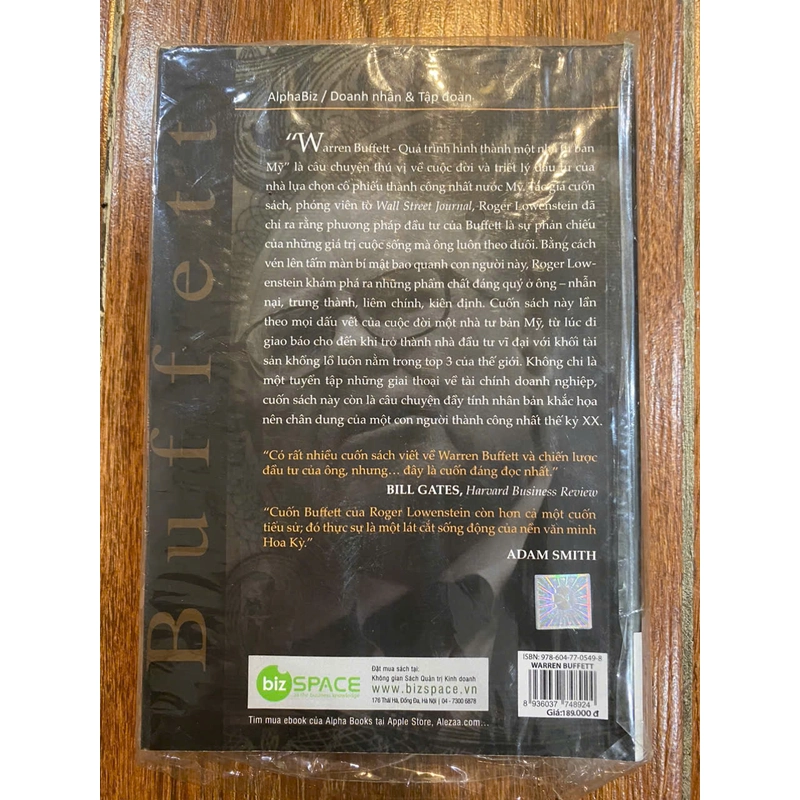 Buffett
AlphaBiz / Doanh nhân & Tập đoàn
“Warren Buffett - Quá trình hình thành một nhà tư bản
Mỹ” là câu chuyện thú vị về cuộc đời và triết lý đầu tư của
nhà lựa chọn cổ phiếu thành công nhất nước Mỹ. Tác giả cuốn
sách, phóng viên tờ Wall Street Journal, Roger Lowenstein đã
chỉ ra rằng phương pháp đầu tư của Buffett là sự phản chiếu
của những giá trị cuộc sống mà ông luôn theo đuổi. Bằng cách
vén lên tấm màn bí mật bao quanh con người này, Roger Low-
enstein khám phá ra những phẩm chất đáng quý ở ông – nhẫn
nại, trung thành, liêm chính, kiên định. Cuốn sách này lần
theo mọi dấu vết của cuộc đời một nhà tư bản Mỹ, từ lúc đi
giao báo cho đến khi trở thành nhà đầu tư vĩ đại với khối tài
sản khổng lồ luôn nằm trong top 3 của thế giới. Không chỉ là
một tuyển tập những giai thoại về tài chính doanh nghiệp,
cuốn sách này còn là câu chuyện đầy tính nhân bản khắc họa
nên chân dung của một con người thành công nhất thế kỷ XX.
“Có rất nhiều cuốn sách viết về Warren Buffett và chiến lược
đầu tư của ông, nhưng… đây là cuốn đáng đọc nhất.”
BILL GATES, Harvard Business Review
“Cuốn Buffett của Roger Lowenstein còn hơn cả một cuốn
tiểu sử; đó thực sự là một lát cắt sống động của nền văn minh
Hoa Kỳ.”
ADAM SMITH
biz SPACE
Đặt mua sách tại:
Không gian Sách Quản trị Kinh doanh
www.bizspace.vn
176 Thái Hà, Đống Đa, Hà Nội | 04 - 7300 6878
Tìm mua ebook của Alpha Books tại Apple Store, Alezaa.com...
ISBN: 978-604-77-0549-8
WARREN BUFFETT
8 936037 748924
Giá:189.000 đ